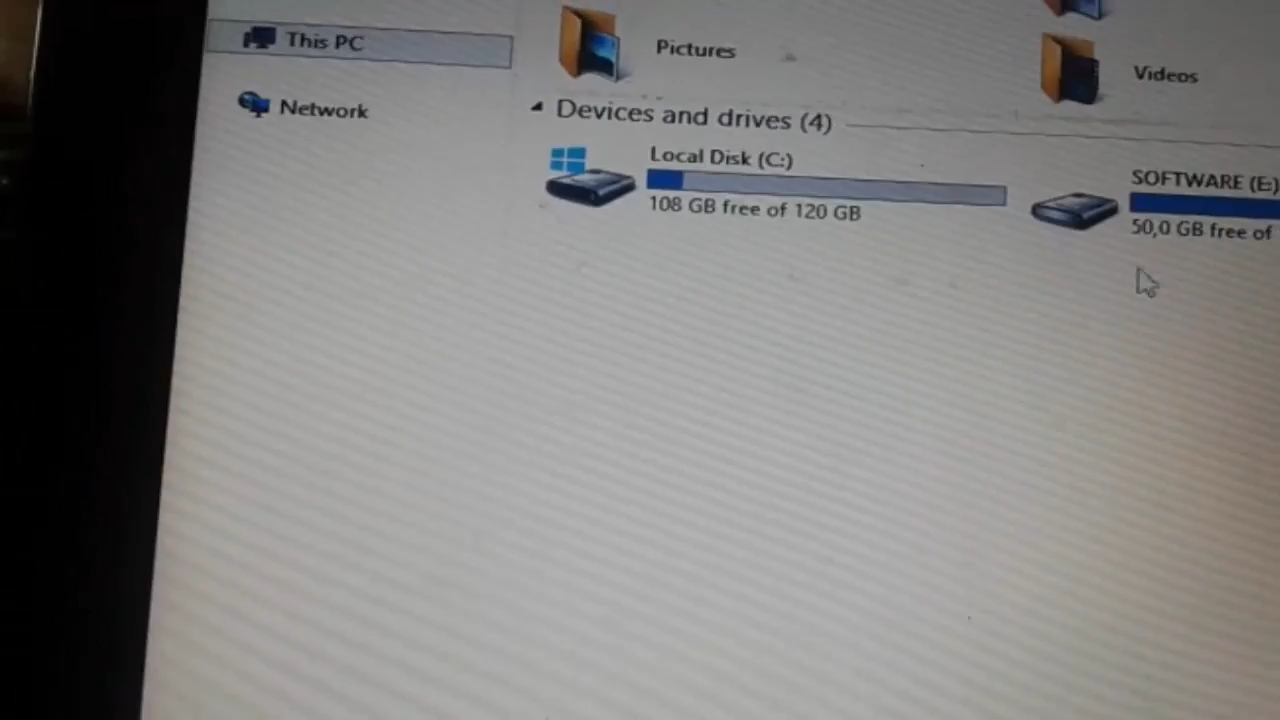 This PC
Network
Pictures
Videos
Devices and drives (4)
Local Disk (C:)
108 GB free of 120 GB
SOFTWARE (E:)
50,0 GB free of